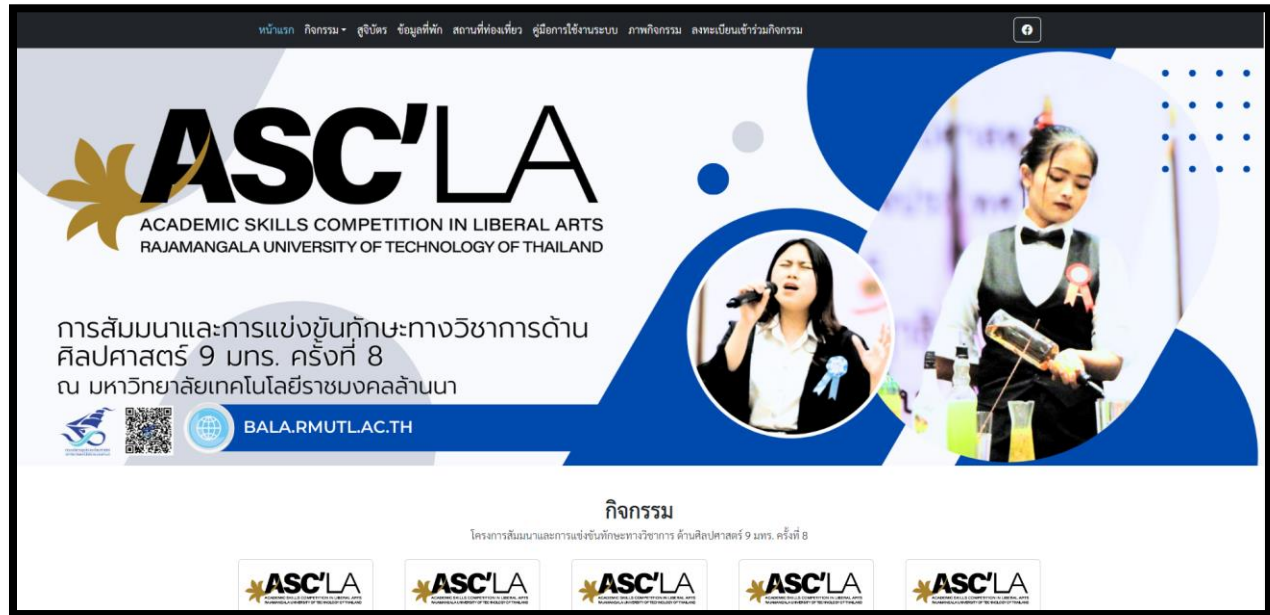 หน้าแรก กิจกรรม สูจิบัตร ข้อมูลที่พัก สถานที่ท่องเที่ยว คู่มือการใช้งานระบบ ภาพกิจกรรม ลงทะเบียนเข้าร่วมกิจกรรม
ASC'LA
ACADEMIC SKILLS COMPETITION IN LIBERAL ARTS
RAJAMANGALA UNIVERSITY OF TECHNOLOGY OF THAILAND
การสัมมนาและการแข่งขันทักษะทางวิชาการด้าน
ศิลปศาสตร์ 9 มทร. ครั้งที่ 8
ณ มหาวิทยาลัยเทคโนโลยีราชมงคลล้านนา
BALA.RMUTL.AC.TH
กิจกรรม
โครงการสัมมนาและการแข่งขันทักษะทางวิชาการ ด้านศิลปศาสตร์ 9 มทร. ครั้งที่ 8
ASC'LA ASC'LA ASC'LA ASC'LA ASC'LA